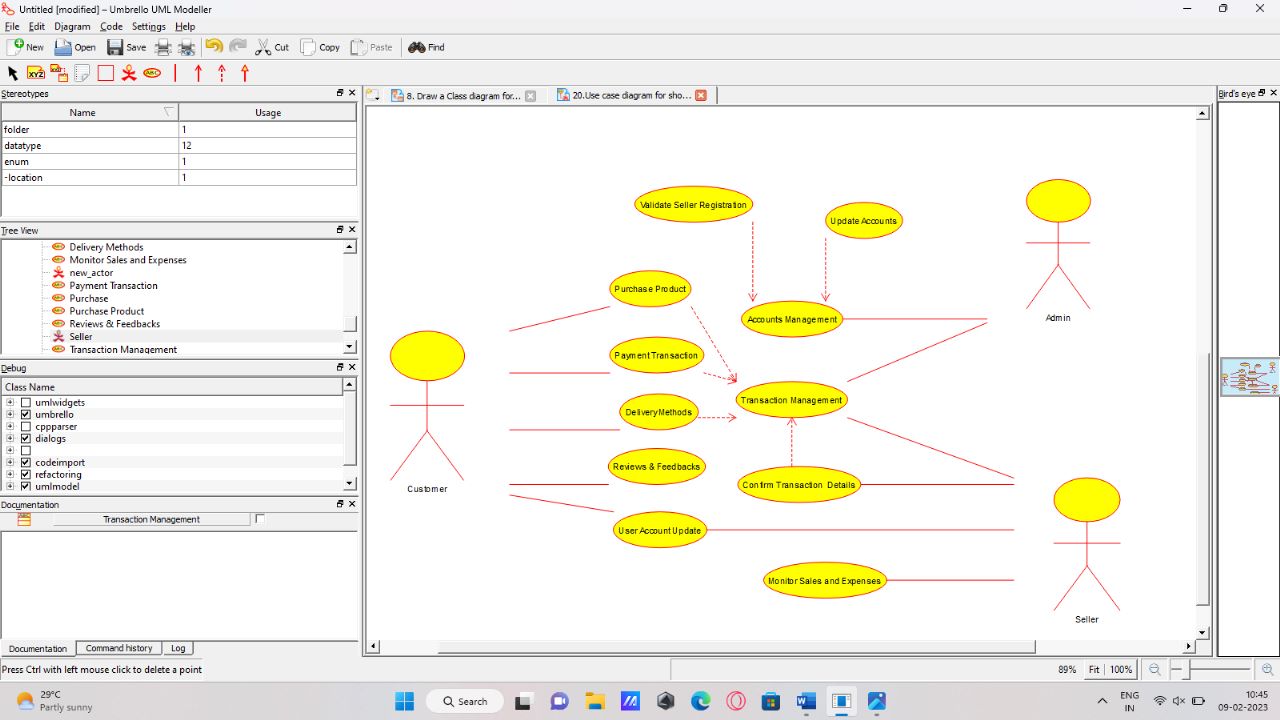 Untitled [modified] – Umbrello UML Modeller
File Edit Diagram Code Settings Help
New Open Save Cut Copy Paste Find
XYZ ABC
Stereotypes
8. Draw a Class diagram for... 20.Use case diagram for sho... Bird's eye
Name Usage
folder 1
datatype 12
enum 1
-location 1
Tree View
Delivery Methods
Monitor Sales and Expenses
new_actor
Payment Transaction
Purchase
Purchase Product
Reviews & Feedbacks
Seller
Transaction Management
Debug
Class Name
umlwidgets
umbrello
cppparser
dialogs
codeimport
refactoring
umlmodel
Documentation
Transaction Management
Documentation Command history Log
Validate Seller Registration
Update Accounts
Purchase Product
Accounts Management
Admin
Payment Transaction
Transaction Management
Delivery Methods
Reviews & Feedbacks
Customer
Confirm Transaction Details
User Account Update
Monitor Sales and Expenses
Seller
Press Ctrl with left mouse click to delete a point
89% Fit 100%
29°C
Partly sunny
Search
ENG
IN
10:45
09-02-2023